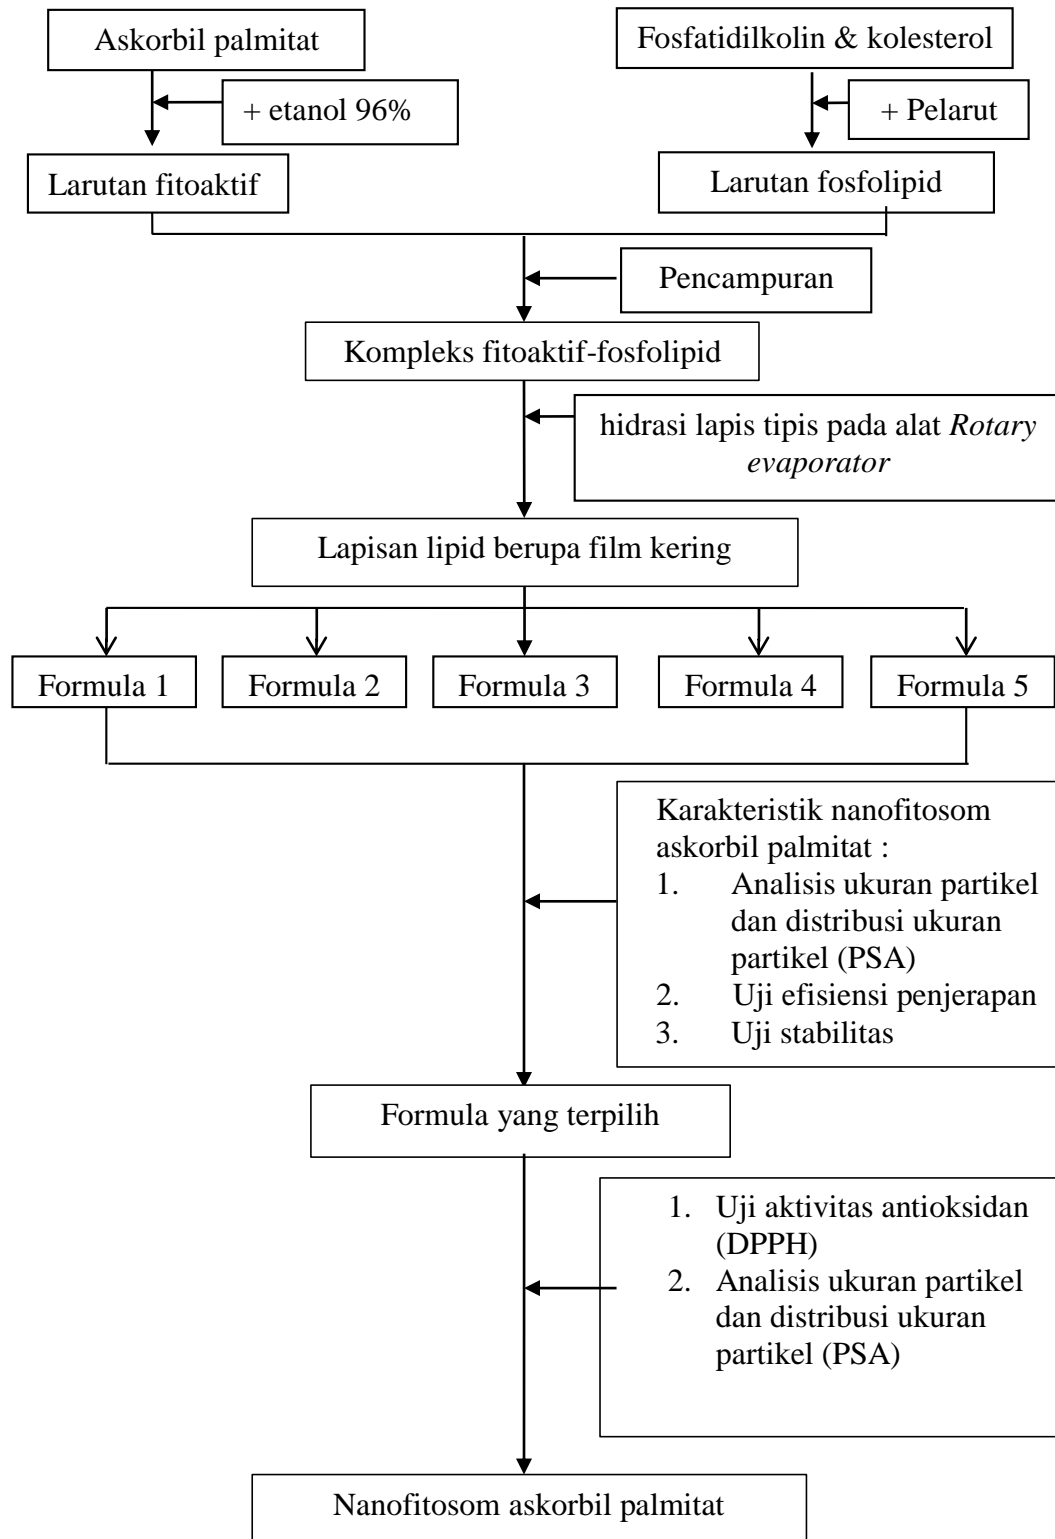 Askorbil palmitat
Fosfatidilkolin & kolesterol
+ etanol 96%
+ Pelarut
Larutan fitoaktif
Larutan fosfolipid
Pencampuran
Kompleks fitoaktif-fosfolipid
hidrasi lapis tipis pada alat Rotary
evaporator
Lapisan lipid berupa film kering
Formula 1
Formula 2
Formula 3
Formula 4
Formula 5
Karakteristik nanofitosom
askorbil palmitat :
1. Analisis ukuran partikel
dan distribusi ukuran
partikel (PSA)
2. Uji efisiensi penjerapan
3. Uji stabilitas
Formula yang terpilih
1. Uji aktivitas antioksidan
(DPPH)
2. Analisis ukuran partikel
dan distribusi ukuran
partikel (PSA)
Nanofitosom askorbil palmitat